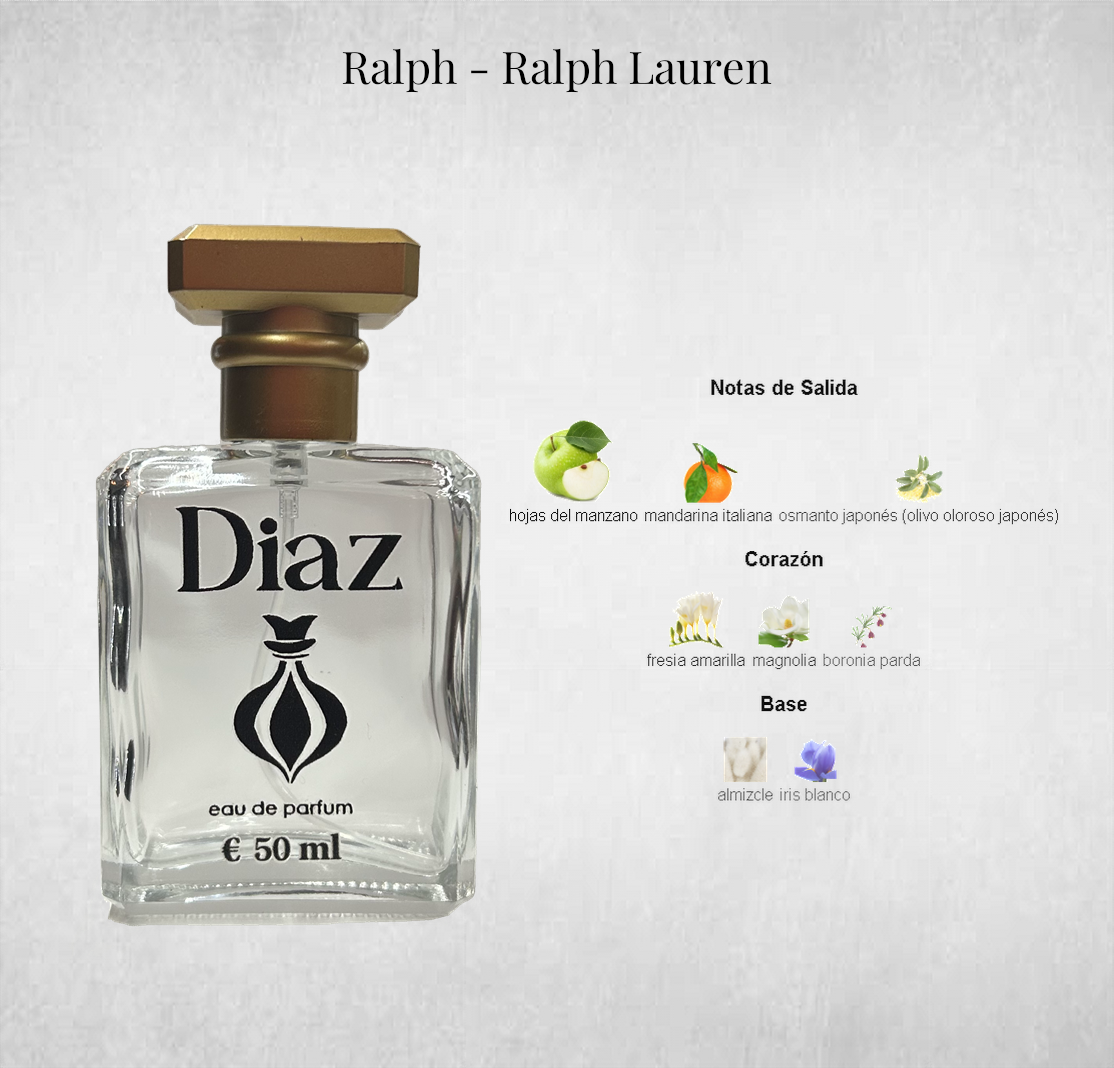 Ralph - Ralph Lauren
Diaz
eau de parfum
€ 50 ml
Notas de Salida
hojas del manzano mandarina italiana osmanto japonés (olivo oloroso japonés)
Corazón
fresia amarilla magnolia boronia parda
Base
almizcle iris blanco